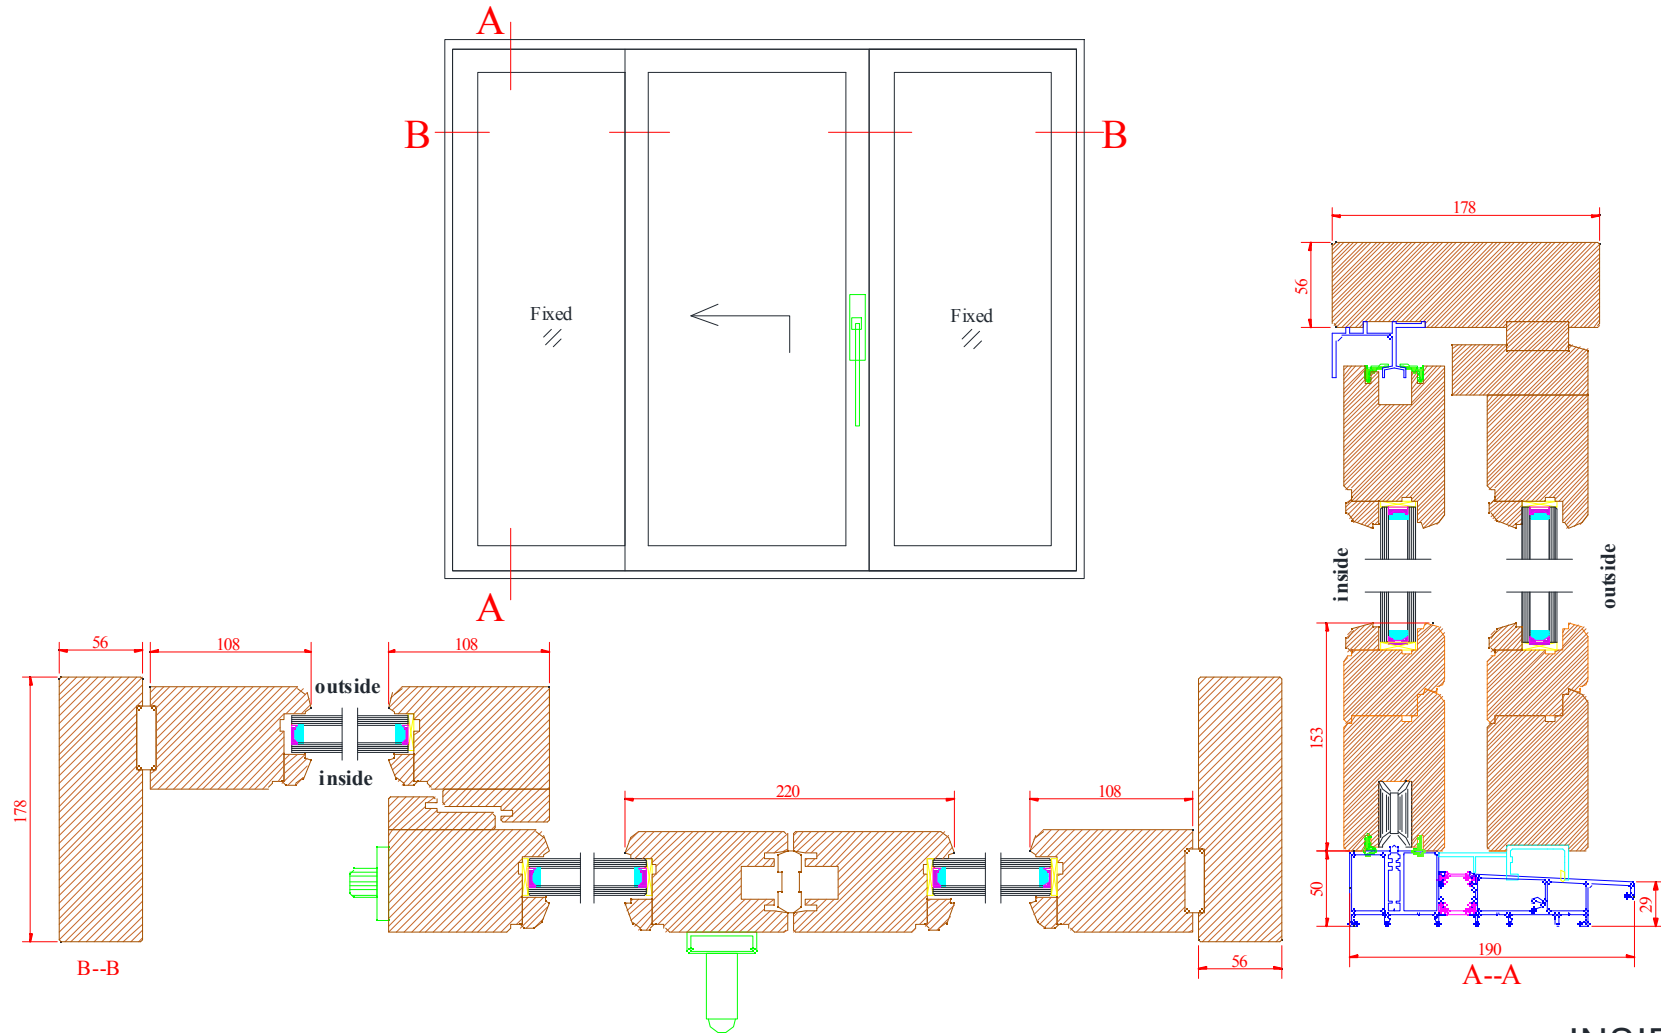 A
B
B
Fixed
Fixed
A
178
56
inside
outside
153
50
29
190
A--A
56
108
108
outside
inside
178
220
108
56
B--B